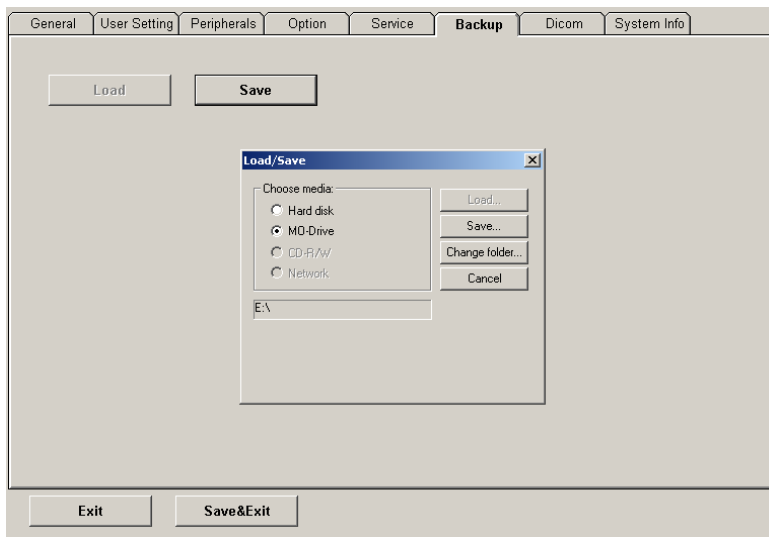 General User Setting Peripherals Option Service Backup Dicom System Info
Load Save
Load/Save
Choose media:
Hard disk
MO-Drive
CD-R/W
Network
Load...
Save...
Change folder...
Cancel
E:\
Exit Save&Exit